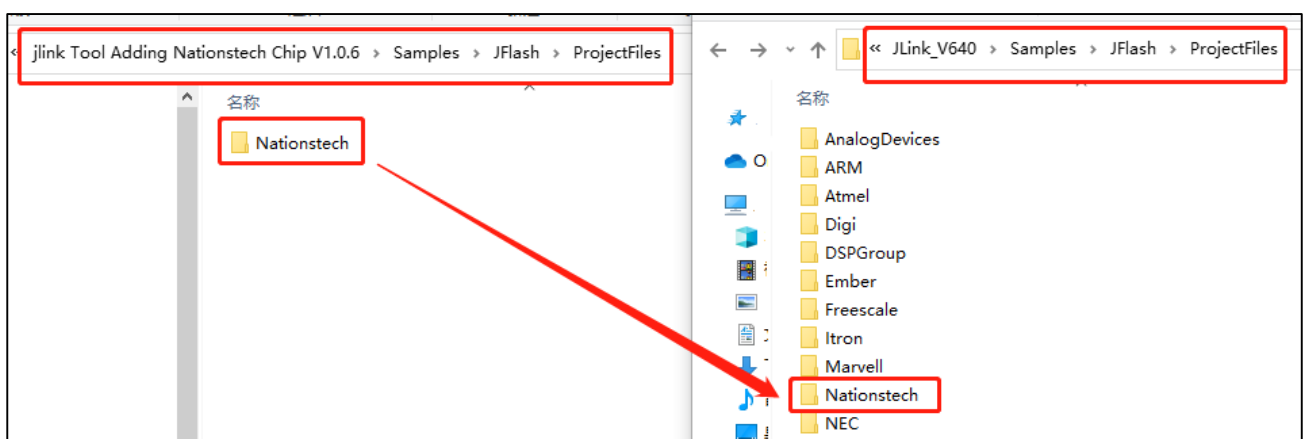 « jlink Tool Adding Nationstech Chip V1.0.6 > Samples > JFlash > ProjectFiles
名称
Nationstech
« JLink_V640 > Samples > JFlash > ProjectFiles
名称
AnalogDevices
ARM
Atmel
Digi
DSPGroup
Ember
Freescale
Itron
Marvell
Nationstech
NEC
O